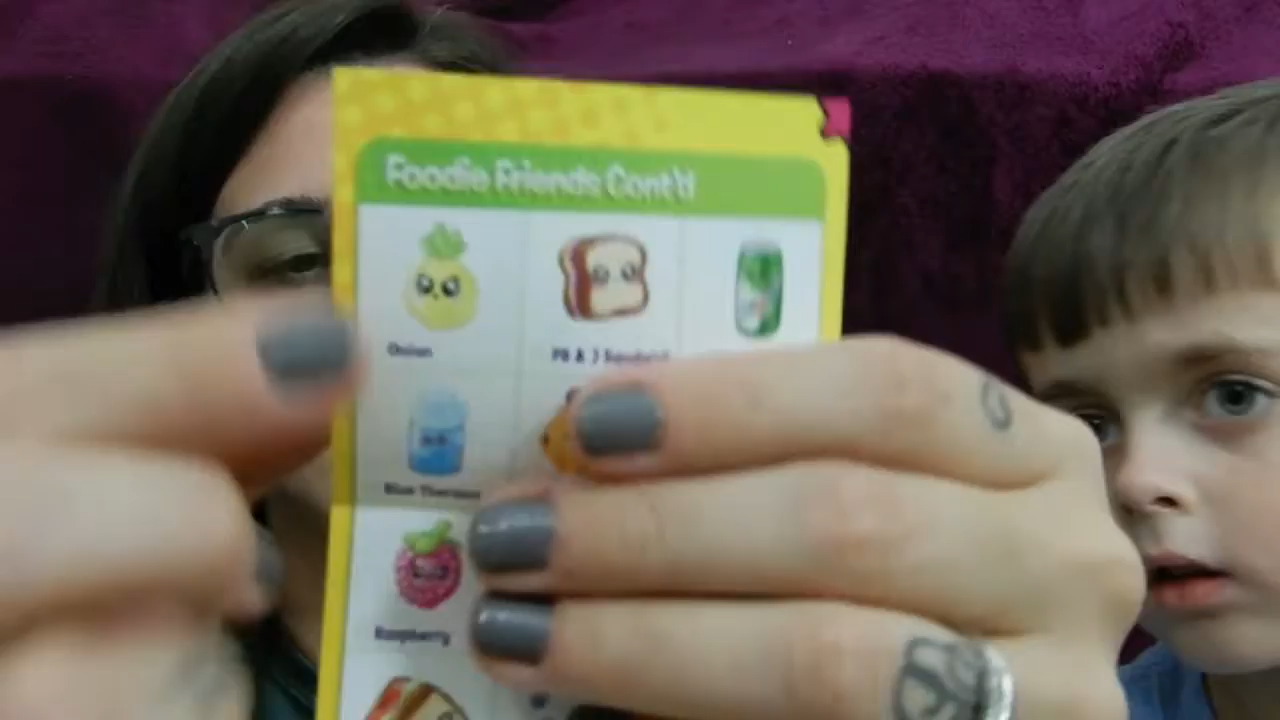 Foodie Friends Cont'd
Onion
PB & J Sandwich
Blue Thermos
Raspberry